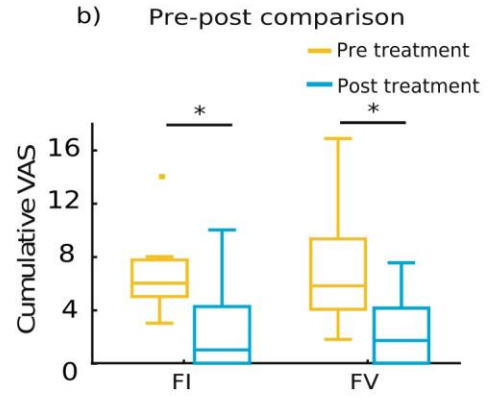 b) Pre-post comparison
Pre treatment
Post treatment
* *
Cumulative VAS
16
12
8
4
0
FI FV